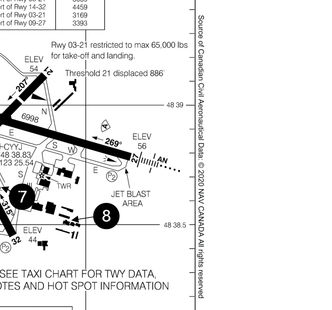 rt of Rwy 14-32 4459
rt of Rwy 03-21 3169
rt of Rwy 09-27 3393
Rwy 03-21 restricted to max 65,000 lbs
for take-off and landing.
ELEV
54
21
Threshold 21 displaced 886'
207
48 39
N
6998
E
269°
ELEV
56
27
AN
CYYJ
48 38.83
123 25.54
S
W
N
S
E
TWR
JET BLAST
AREA
7
8
315°
48 38.5
32
ELEV
44
SEE TAXI CHART FOR TWY DATA,
OTES AND HOT SPOT INFORMATION
Source of Canadian Civil Aeronautical Data: © 2020 NAV CANADA All rights reserved